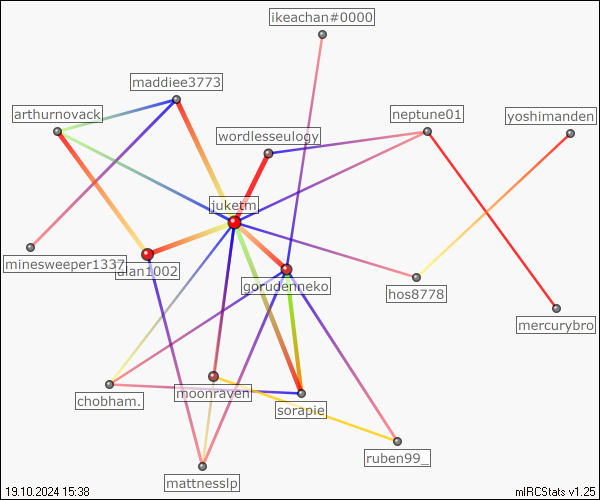 ikeachan#0000
maddiee3773
arthurnovack
neptune01
yoshimanden
wordlesseulogy
juketm
minesweeper1337
alan1002
gorudenneko
hos8778
mercurybro
chobham.
moonraven
sorapie
ruben99_
mattnesslp
19.10.2024 15:38
mIRCStats v1.25